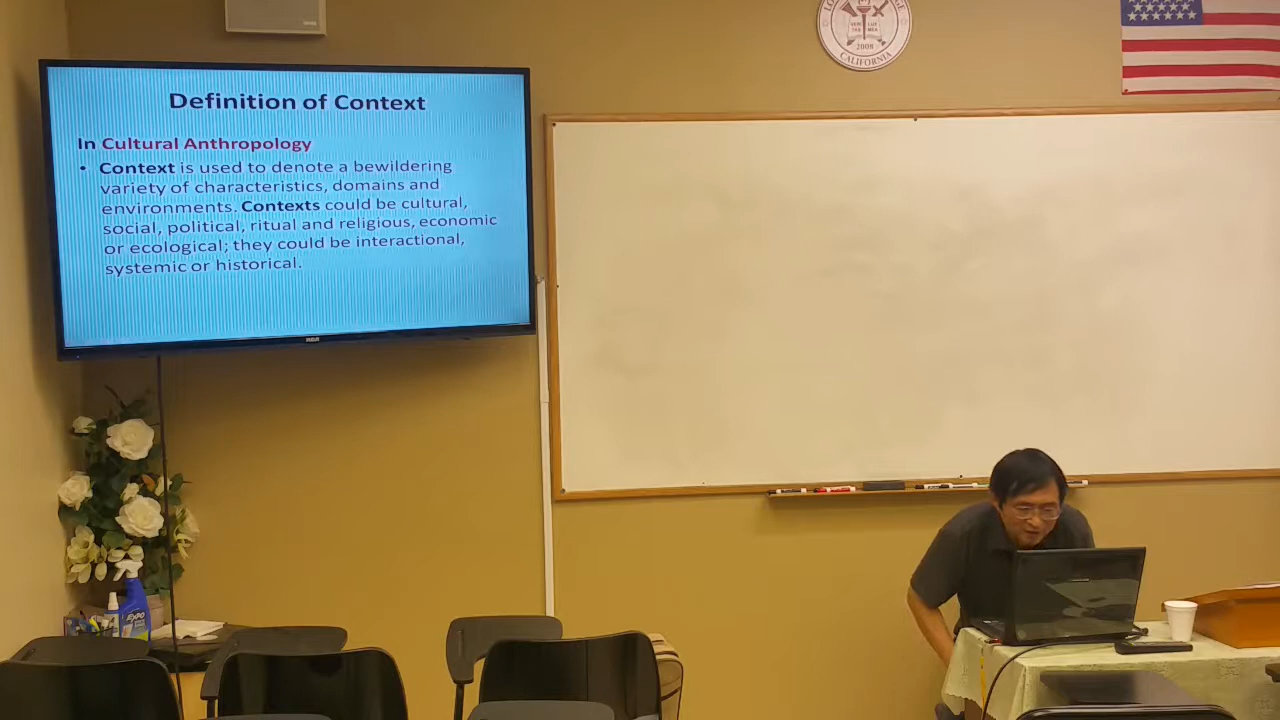 Definition of Context
In Cultural Anthropology
• Context is used to denote a bewildering
variety of characteristics, domains and
environments. Contexts could be cultural,
social, political, ritual and religious, economic
or ecological; they could be interactional,
systemic or historical.
RCA
2008
CALIFORNIA
EXPO